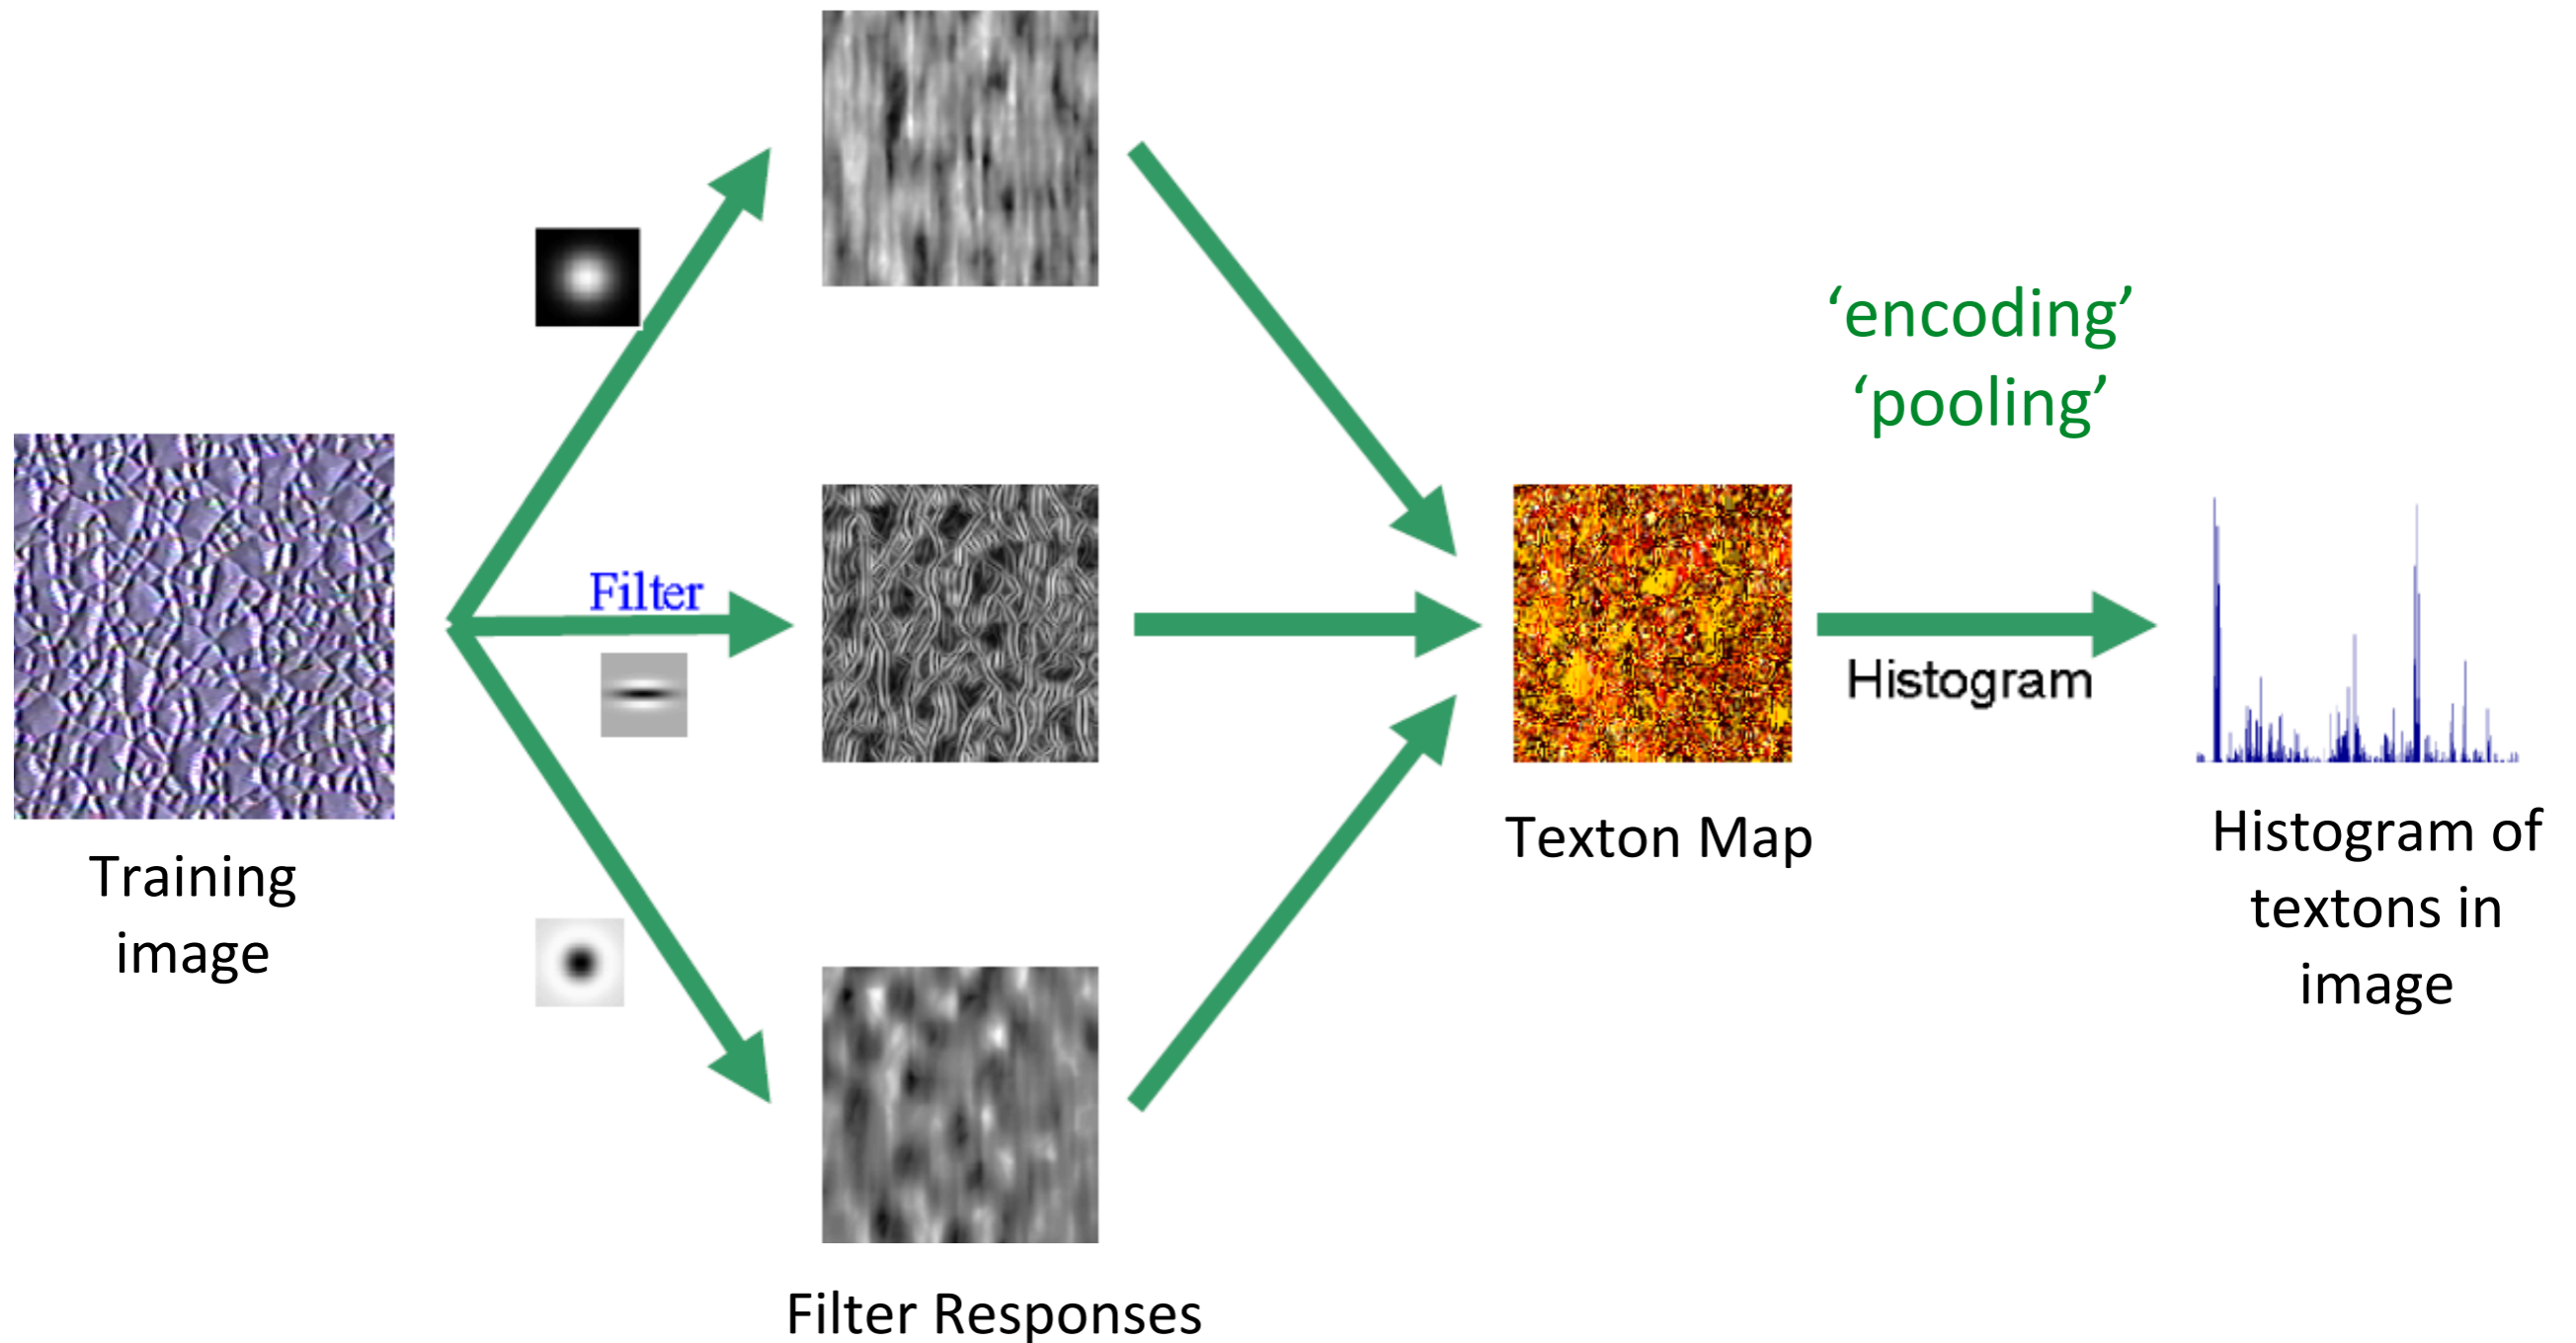 Training
image
Filter
Filter Responses
Texton Map
‘encoding’
‘pooling’
Histogram
Histogram of
textons in
image